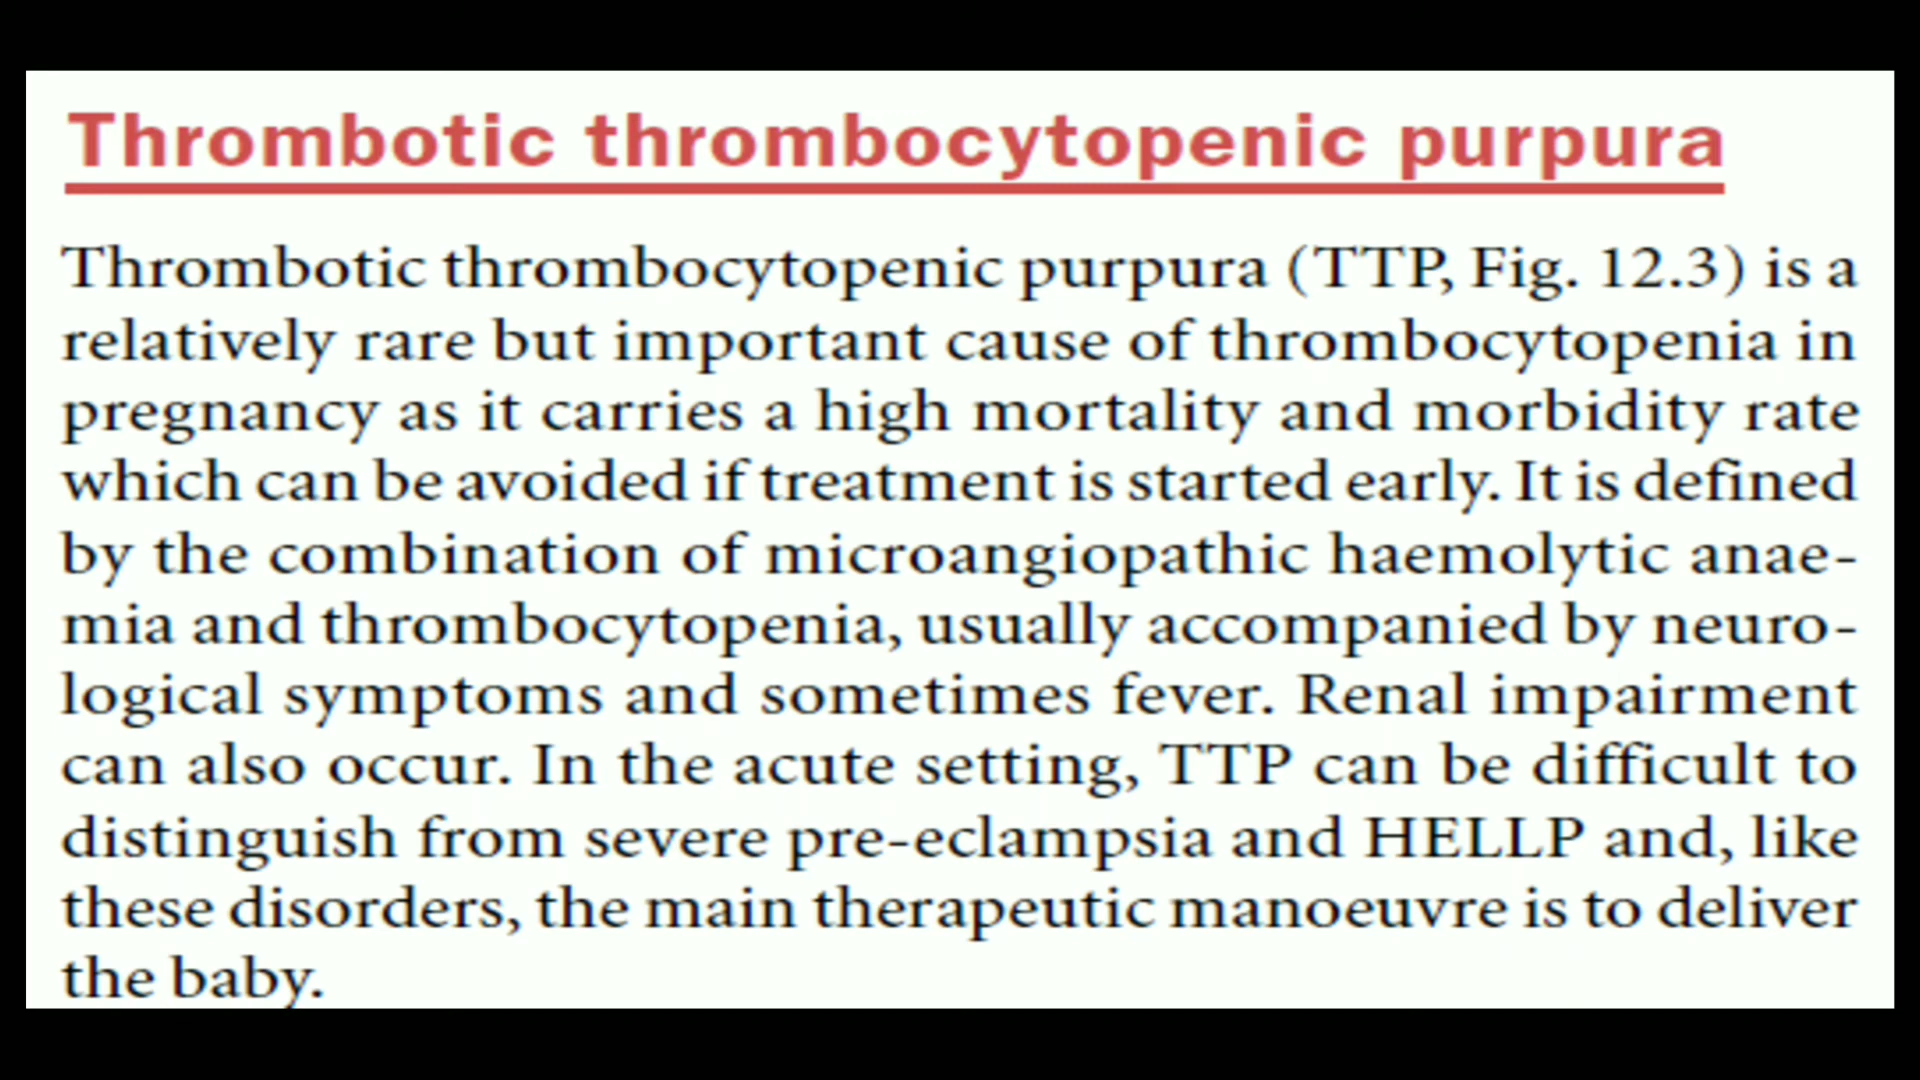 Thrombotic thrombocytopenic purpura
Thrombotic thrombocytopenic purpura (TTP, Fig. 12.3) is a
relatively rare but important cause of thrombocytopenia in
pregnancy as it carries a high mortality and morbidity rate
which can be avoided if treatment is started early. It is defined
by the combination of microangiopathic haemolytic anae-
mia and thrombocytopenia, usually accompanied by neuro-
logical symptoms and sometimes fever. Renal impairment
can also occur. In the acute setting, TTP can be difficult to
distinguish from severe pre-eclampsia and HELLP and, like
these disorders, the main therapeutic manoeuvre is to deliver
the baby.